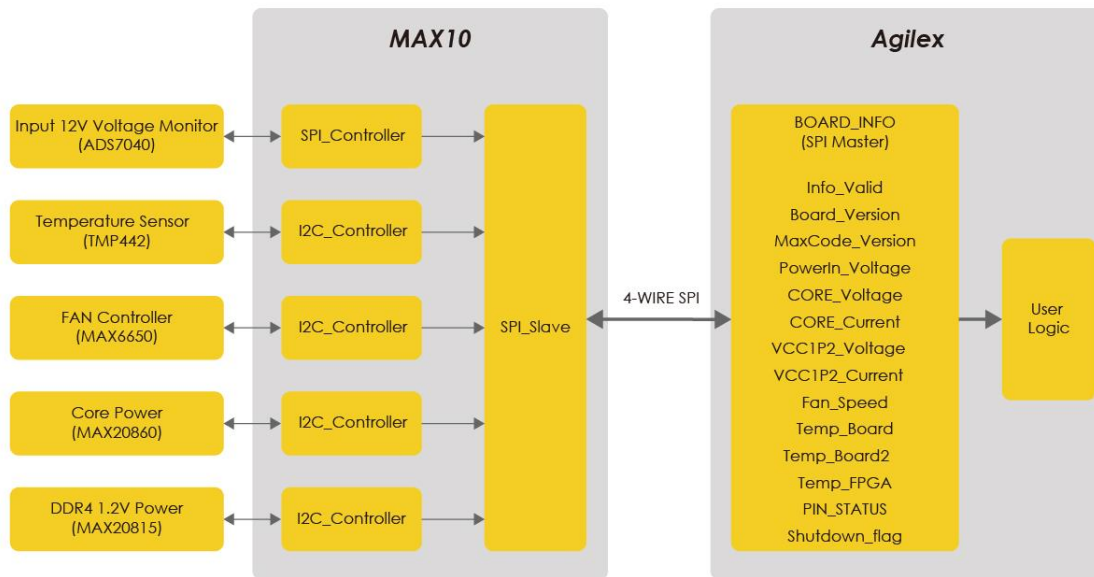 MAX10
Agilex
Input 12V Voltage Monitor
(ADS7040)
SPI_Controller
Temperature Sensor
(TMP442)
I2C_Controller
FAN Controller
(MAX6650)
I2C_Controller
Core Power
(MAX20860)
I2C_Controller
DDR4 1.2V Power
(MAX20815)
I2C_Controller
SPI_Slave
4-WIRE SPI
BOARD_INFO
(SPI Master)
Info_Valid
Board_Version
MaxCode_Version
PowerIn_Voltage
CORE_Voltage
CORE_Current
VCC1P2_Voltage
VCC1P2_Current
Fan_Speed
Temp_Board
Temp_Board2
Temp_FPGA
PIN_STATUS
Shutdown_flag
User
Logic